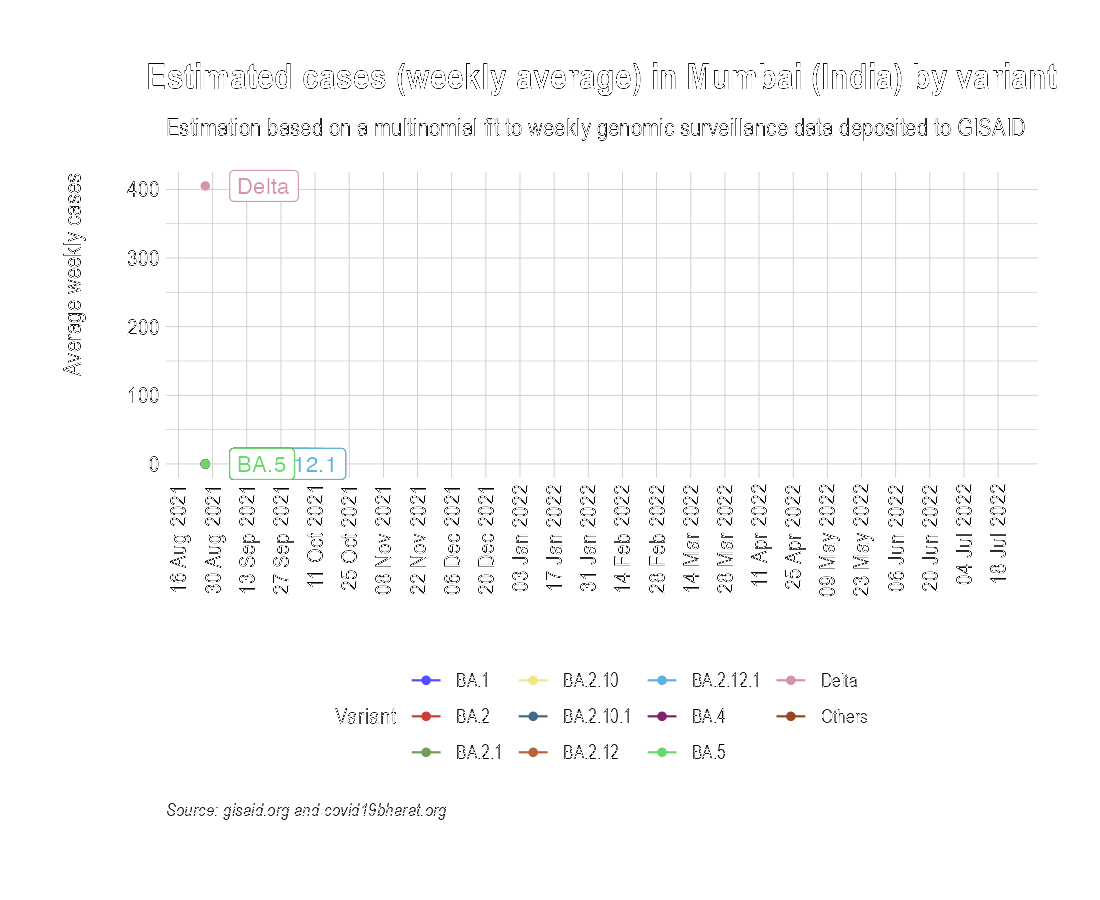 Estimated cases (weekly average) in Mumbai (India) by variant
Estimation based on a multinomial fit to weekly genomic surveillance data deposited to GISAID
Average weekly cases
400
300
200
100
0
Delta
BA.5
12.1
16 Aug 2021
30 Aug 2021
13 Sep 2021
27 Sep 2021
11 Oct 2021
25 Oct 2021
08 Nov 2021
22 Nov 2021
06 Dec 2021
20 Dec 2021
03 Jan 2022
17 Jan 2022
31 Jan 2022
14 Feb 2022
28 Feb 2022
14 Mar 2022
28 Mar 2022
11 Apr 2022
25 Apr 2022
09 May 2022
23 May 2022
06 Jun 2022
20 Jun 2022
04 Jul 2022
18 Jul 2022
Variant
BA.1
BA.2
BA.2.1
BA.2.10
BA.2.10.1
BA.2.12
BA.2.12.1
BA.4
BA.5
Delta
Others
Source: gisaid.org and covid19bharat.org